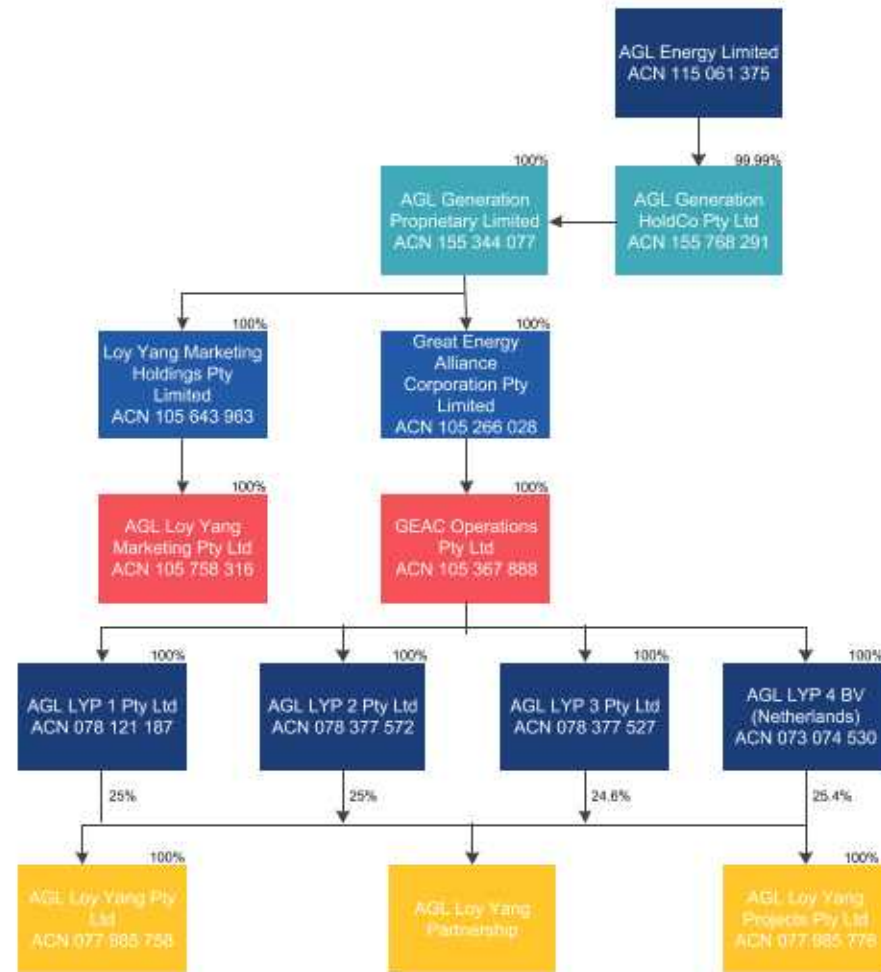 AGL Energy Limited
ACN 115 061 375
100%
99.99%
AGL Generation
Proprietary Limited
ACN 155 344 077
AGL Generation
HoldCo Pty Ltd
ACN 155 768 291
100%
100%
Loy Yang Marketing
Holdings Pty
Limited
ACN 105 643 963
Great Energy
Alliance
Corporation Pty
Limited
ACN 105 266 028
100%
100%
AGL Loy Yang
Marketing Pty Ltd
ACN 105 758 316
GEAC Operations
Pty Ltd
ACN 105 367 888
100%
100%
100%
100%
AGL LYP 1 Pty Ltd
ACN 078 121 187
AGL LYP 2 Pty Ltd
ACN 078 377 572
AGL LYP 3 Pty Ltd
ACN 078 377 527
AGL LYP 4 BV
(Netherlands)
ACN 073 074 530
25%
25%
24.6%
25.4%
100%
100%
AGL Loy Yang Pty
Ltd
ACN 077 985 758
AGL Loy Yang
Partnership
AGL Loy Yang
Projects Pty Ltd
ACN 077 985 776